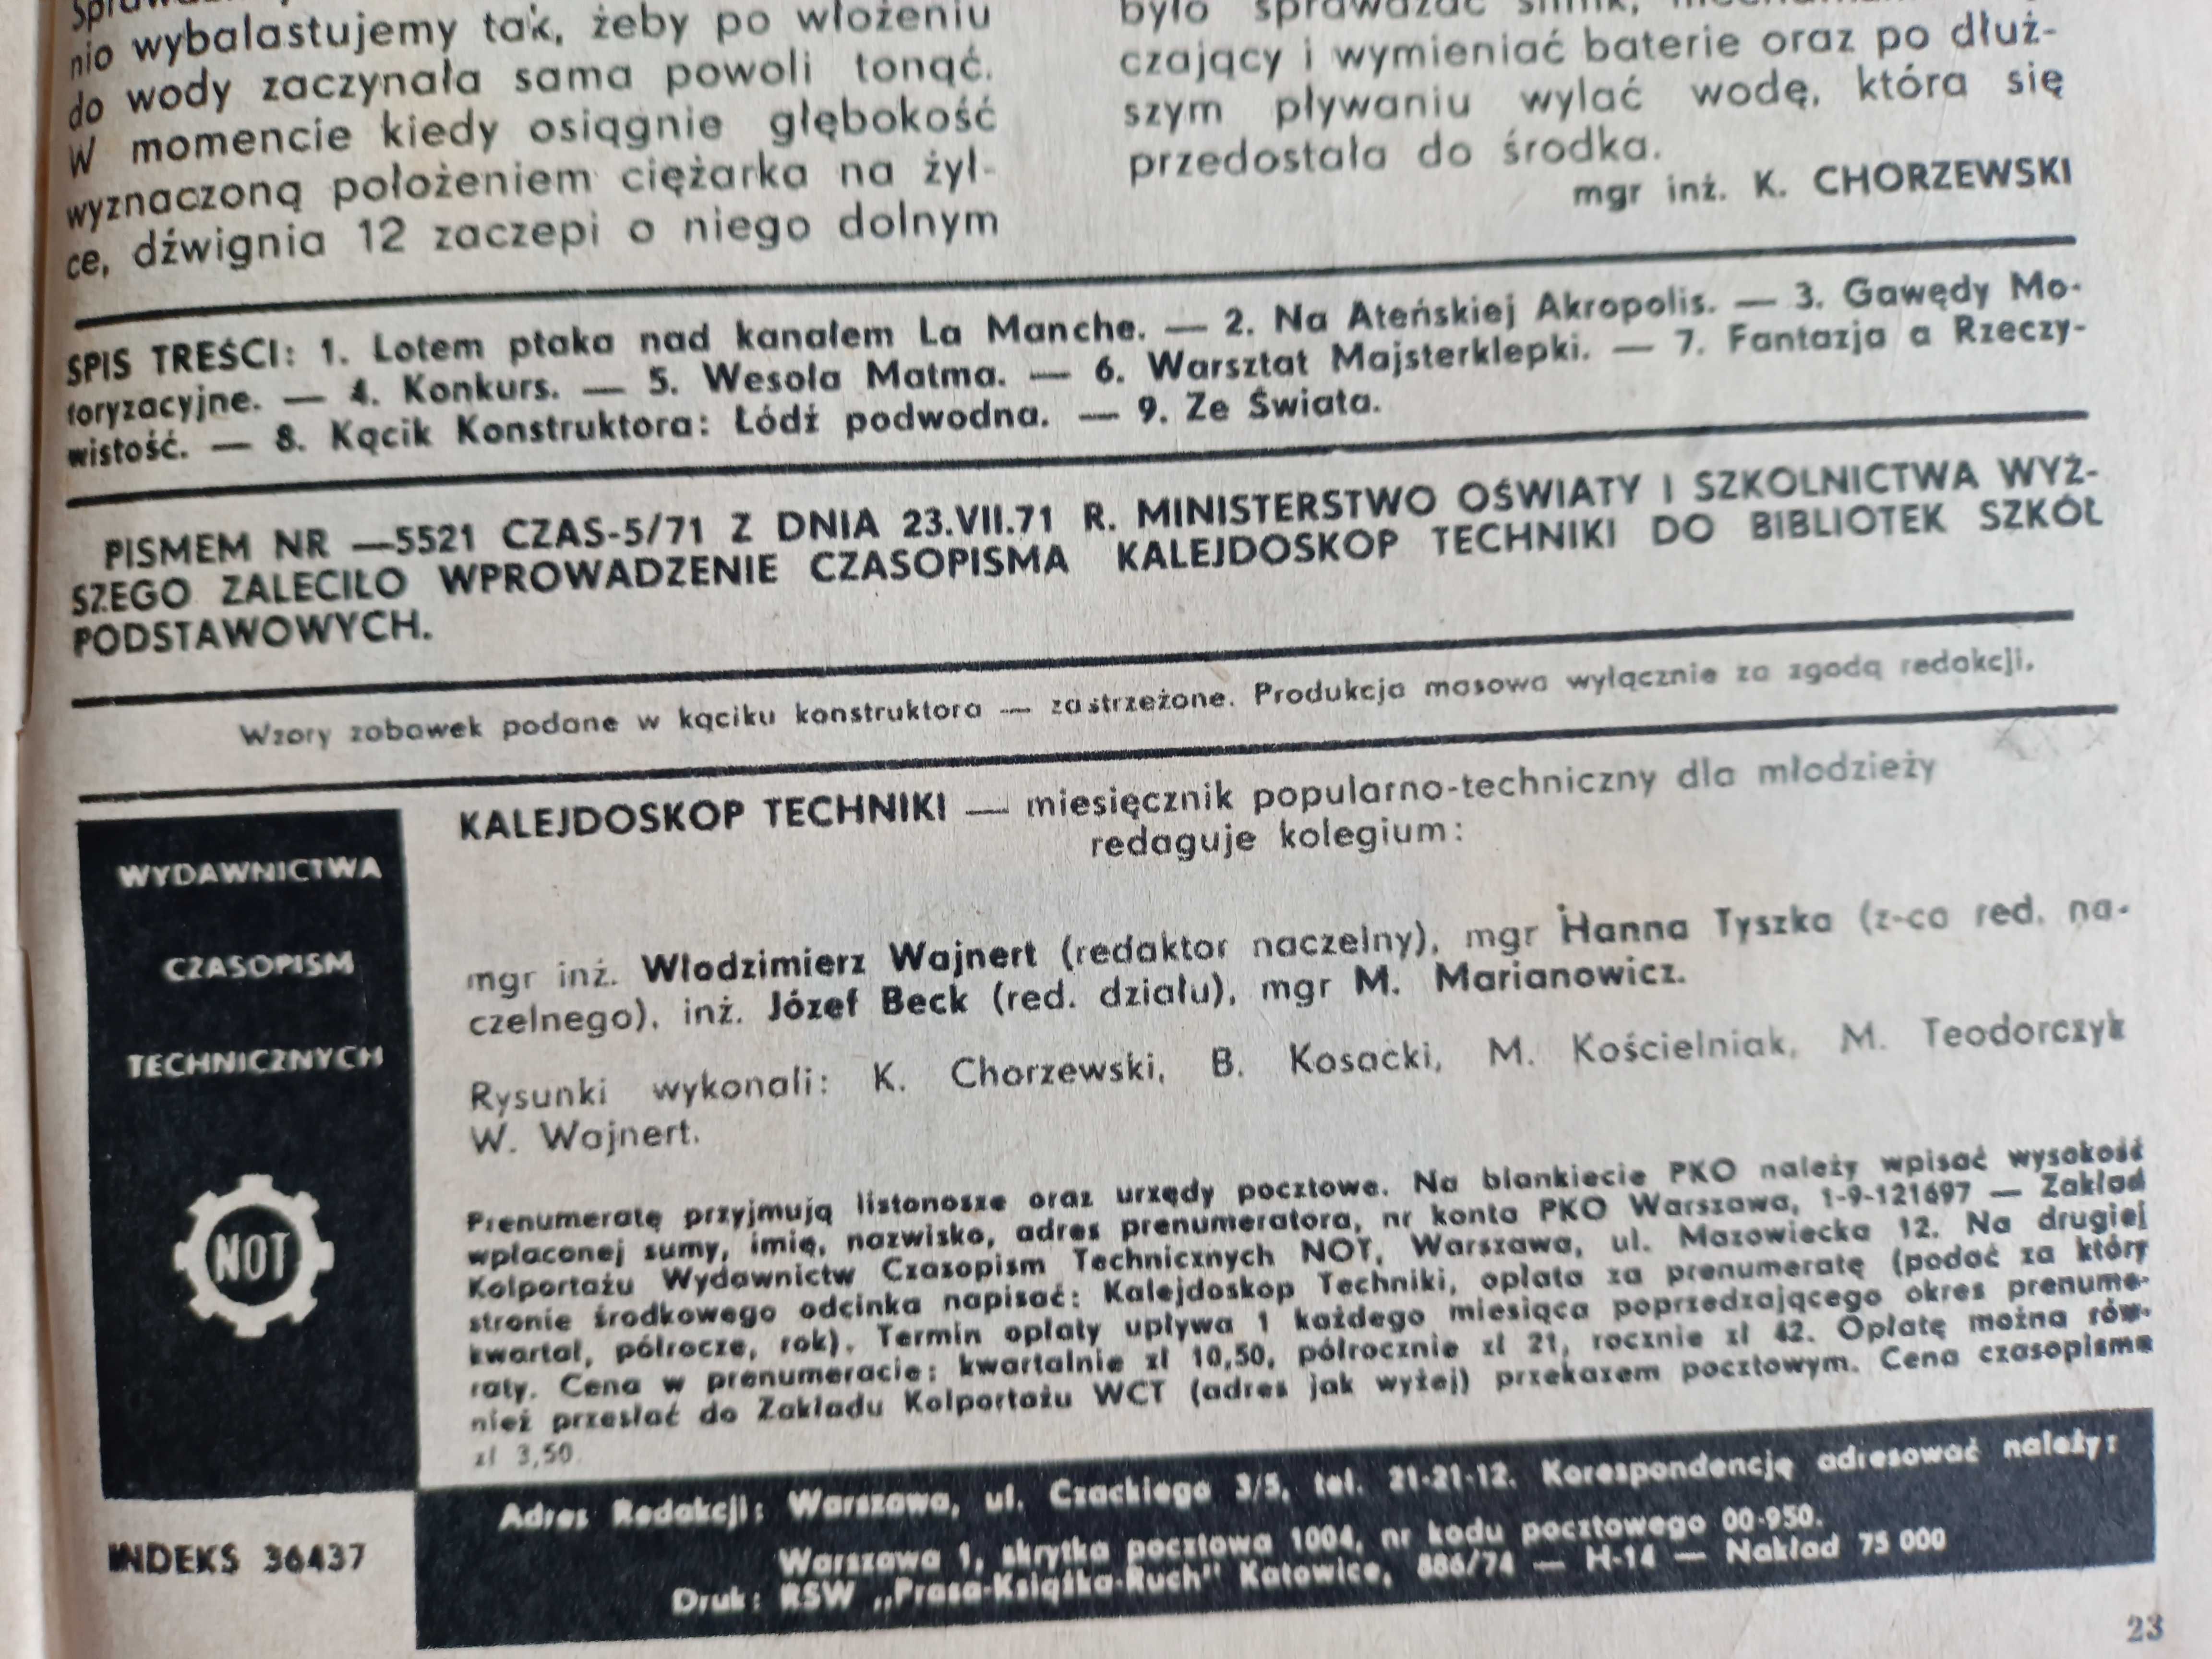 nio wybalastujemy tak, żeby po włożeniu
do wody zaczynała sama powoli tonąć.
W momencie kiedy osiągnie głębokość
wyznaczoną położeniem ciężarka na żył-
ce, dźwignia 12 zaczepi o niego dolnym
było sprawdzać silnik,
czający i wymieniać baterie oraz po dłuż-
szym pływaniu wylać wodę, która się
przedostała do środka.
mgr inż. K. CHORZEWSKI
SPIS TREŚCI: 1. Lotem ptaka nad kanałem La Manche. — 2. Na Ateńskiej Akropolis. — 3. Gawędy Mo-
toryzacyjne. — 4. Konkurs. — 5. Wesoła Matma. — 6. Warsztat Majsterklepki. — 7. Fantazja a Rzeczy-
wistość. — 8. Kącik Konstruktora: Łódź podwodna. — 9. Ze Świata.
PISMEM NR —5521 CZAS-5/71 Z DNIA 23.VII.71 R. MINISTERSTWO OŚWIATY I SZKOLNICTWA WYŻ-
SZEGO ZALECIŁO WPROWADZENIE CZASOPISMA KALEJDOSKOP TECHNIKI DO BIBLIOTEK SZKÓŁ
PODSTAWOWYCH.
Wzory zabawek podane w kąciku konstruktora — zastrzeżone. Produkcja masowa wyłącznie za zgodą redakcji.
WYDAWNICTWA
CZASOPISM
TECHNICZNYCH
NOT
INDEKS 36437
KALEJDOSKOP TECHNIKI — miesięcznik popularno-techniczny dla młodzieży
redaguje kolegium:
mgr inż. Włodzimierz Wajnert (redaktor naczelny), mgr Hanna Tyszka (z-ca red. na-
czelnego), inż. Józef Beck (red. działu), mgr M. Marianowicz.
Rysunki wykonali: K. Chorzewski, B. Kosacki, M. Kościelniak, M. Teodorczyk
W. Wajnert.
Prenumeratę przyjmują listonosze oraz urzędy pocztowe. Na blankiecie PKO należy wpisać wysokość
wpłaconej sumy, imię, nazwisko, adres prenumeratora, nr konta PKO Warszawa, 1-9-121697 — Zakład
Kolportażu Wydawnictw Czasopism Technicznych NOT, Warszawa, ul. Mazowiecka 12. Na drugiej
stronie środkowego odcinka napisać: Kalejdoskop Techniki, opłata za prenumeratę (podać za który
kwartał, półrocze, rok). Termin opłaty upływa 1 każdego miesiąca poprzedzającego okres prenume-
raty. Cena w prenumeracie: kwartalnie zł 10,50, półrocznie zł 21, rocznie zł 42. Opłatę można rów-
nież przesłać do Zakładu Kolportażu WCT (adres jak wyżej) przekazem pocztowym. Cena czasopisma
zł 3,50
Adres Redakcji: Warszawa, ul. Czackiego 3/5, tel. 21-21-12. Korespondencję adresować należy:
Warszawa 1, skrytka pocztowa 1004, nr kodu pocztowego 00-950.
Druk: RSW „Prasa-Książka-Ruch" Katowice, 886/74 — H-14 — Nakład 75 000
23